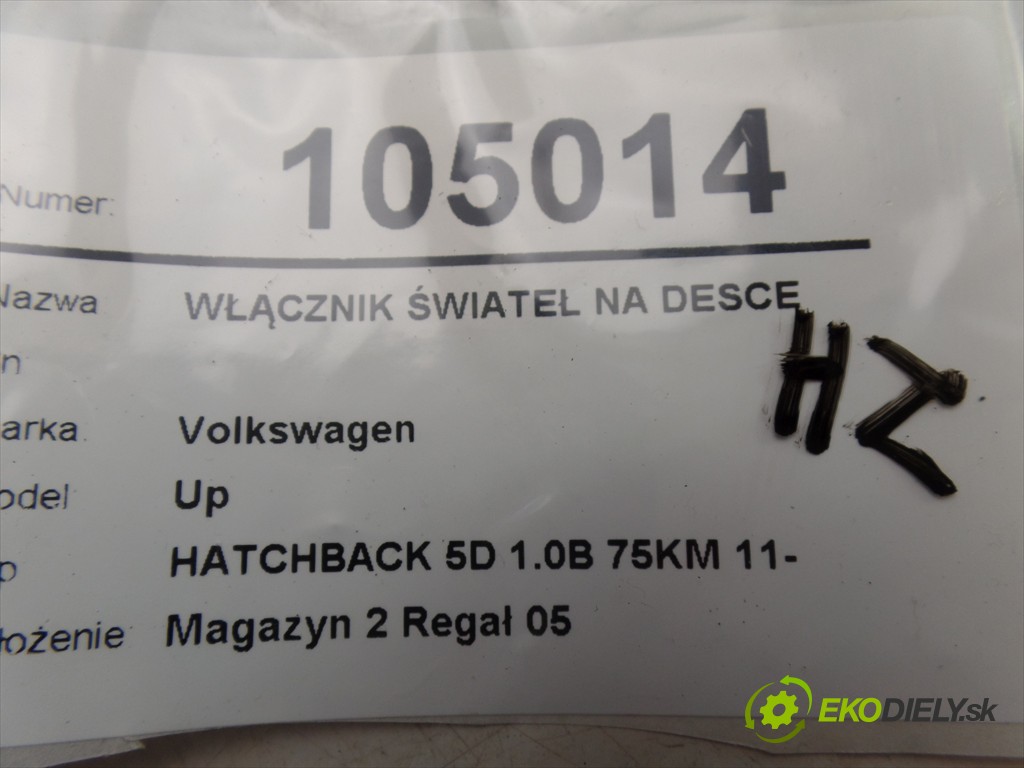 Numer: 105014
Nazwa WŁĄCZNIK ŚWIATEŁ NA DESCE
n
arka Volkswagen
odel Up
p HATCHBACK 5D 1.0B 75KM 11-
łożenie Magazyn 2 Regał 05
EKODIELY.sk